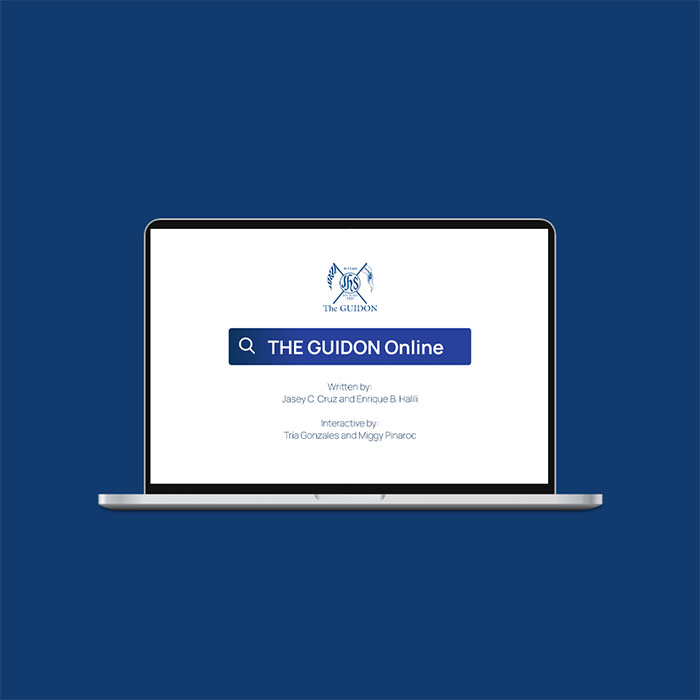 The GUIDON
THE GUIDON Online
Written by:
Jasey C. Cruz and Enrique B. Halili
Interactive by:
Tria Gonzales and Miggy Pinaroc